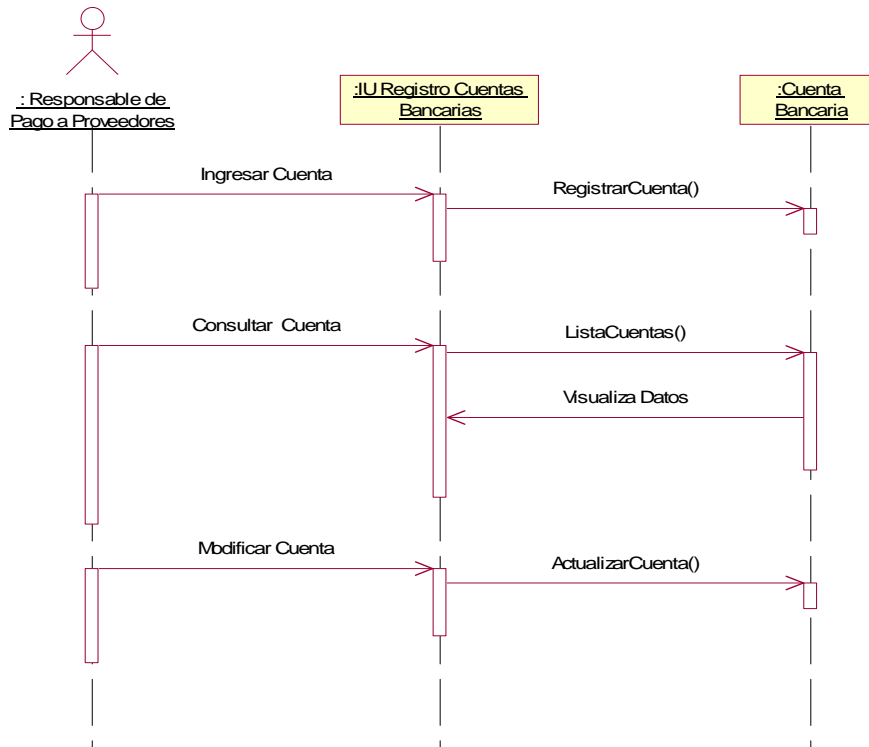 : Responsable de
Pago a Proveedores
:IU Registro Cuentas
Bancarias
:Cuenta
Bancaria
Ingresar Cuenta
RegistrarCuenta()
Consultar Cuenta
ListaCuentas()
Visualiza Datos
Modificar Cuenta
ActualizarCuenta()